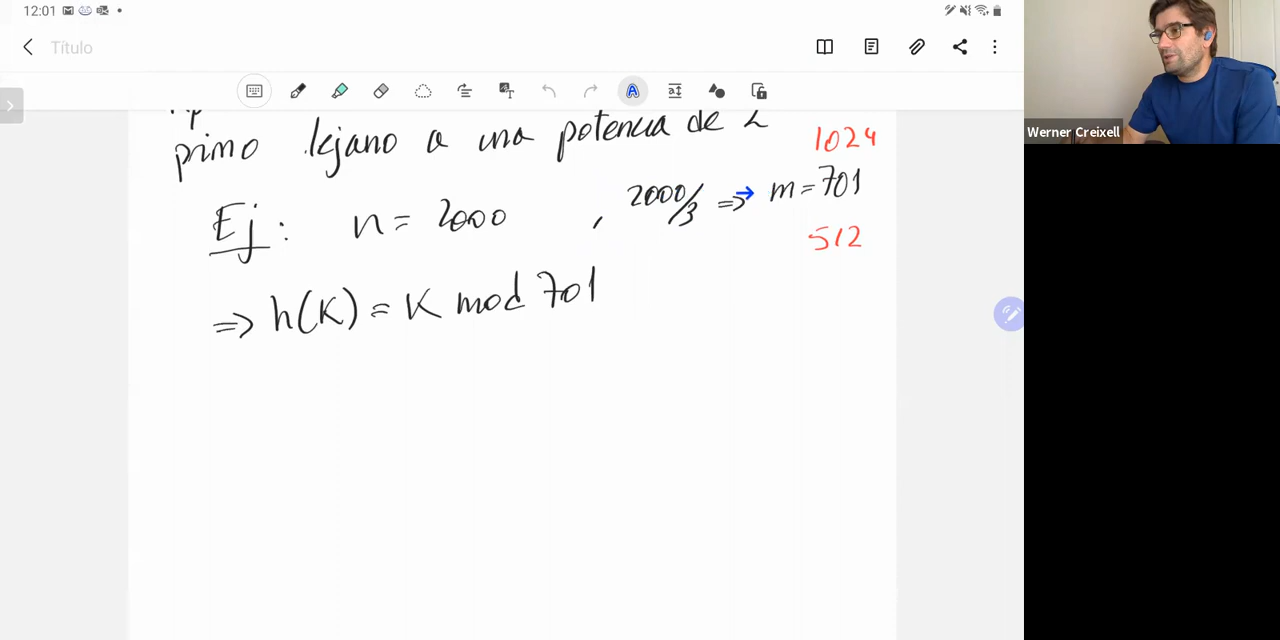 12:01
Título
primo lejano a una potencia de 2
1024
Ej: n = 2000 , 2000/3 => → m = 701
512
=> h(K) = K mod 701
Werner Creixell